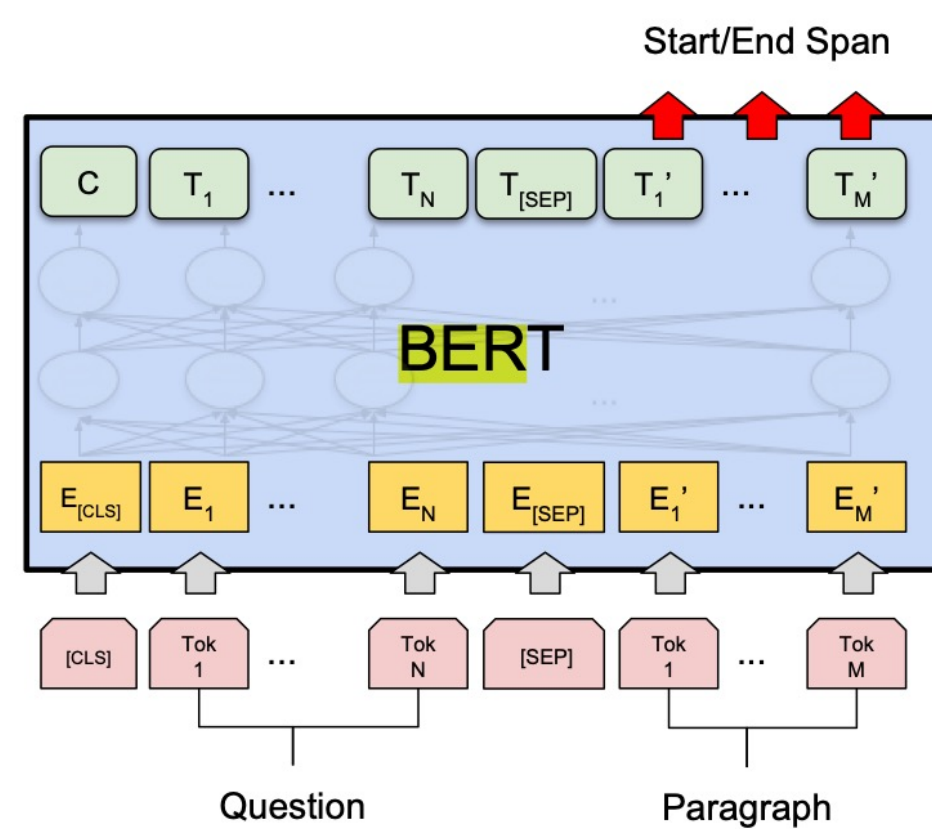 Start/End Span
C T1 ... TN T[SEP] T1’ ... TM’
...
BERT
...
E[CLS] E1 ... EN E[SEP] E1’ ... EM’
[CLS] Tok 1 ... Tok N [SEP] Tok 1 ... Tok M
Question Paragraph